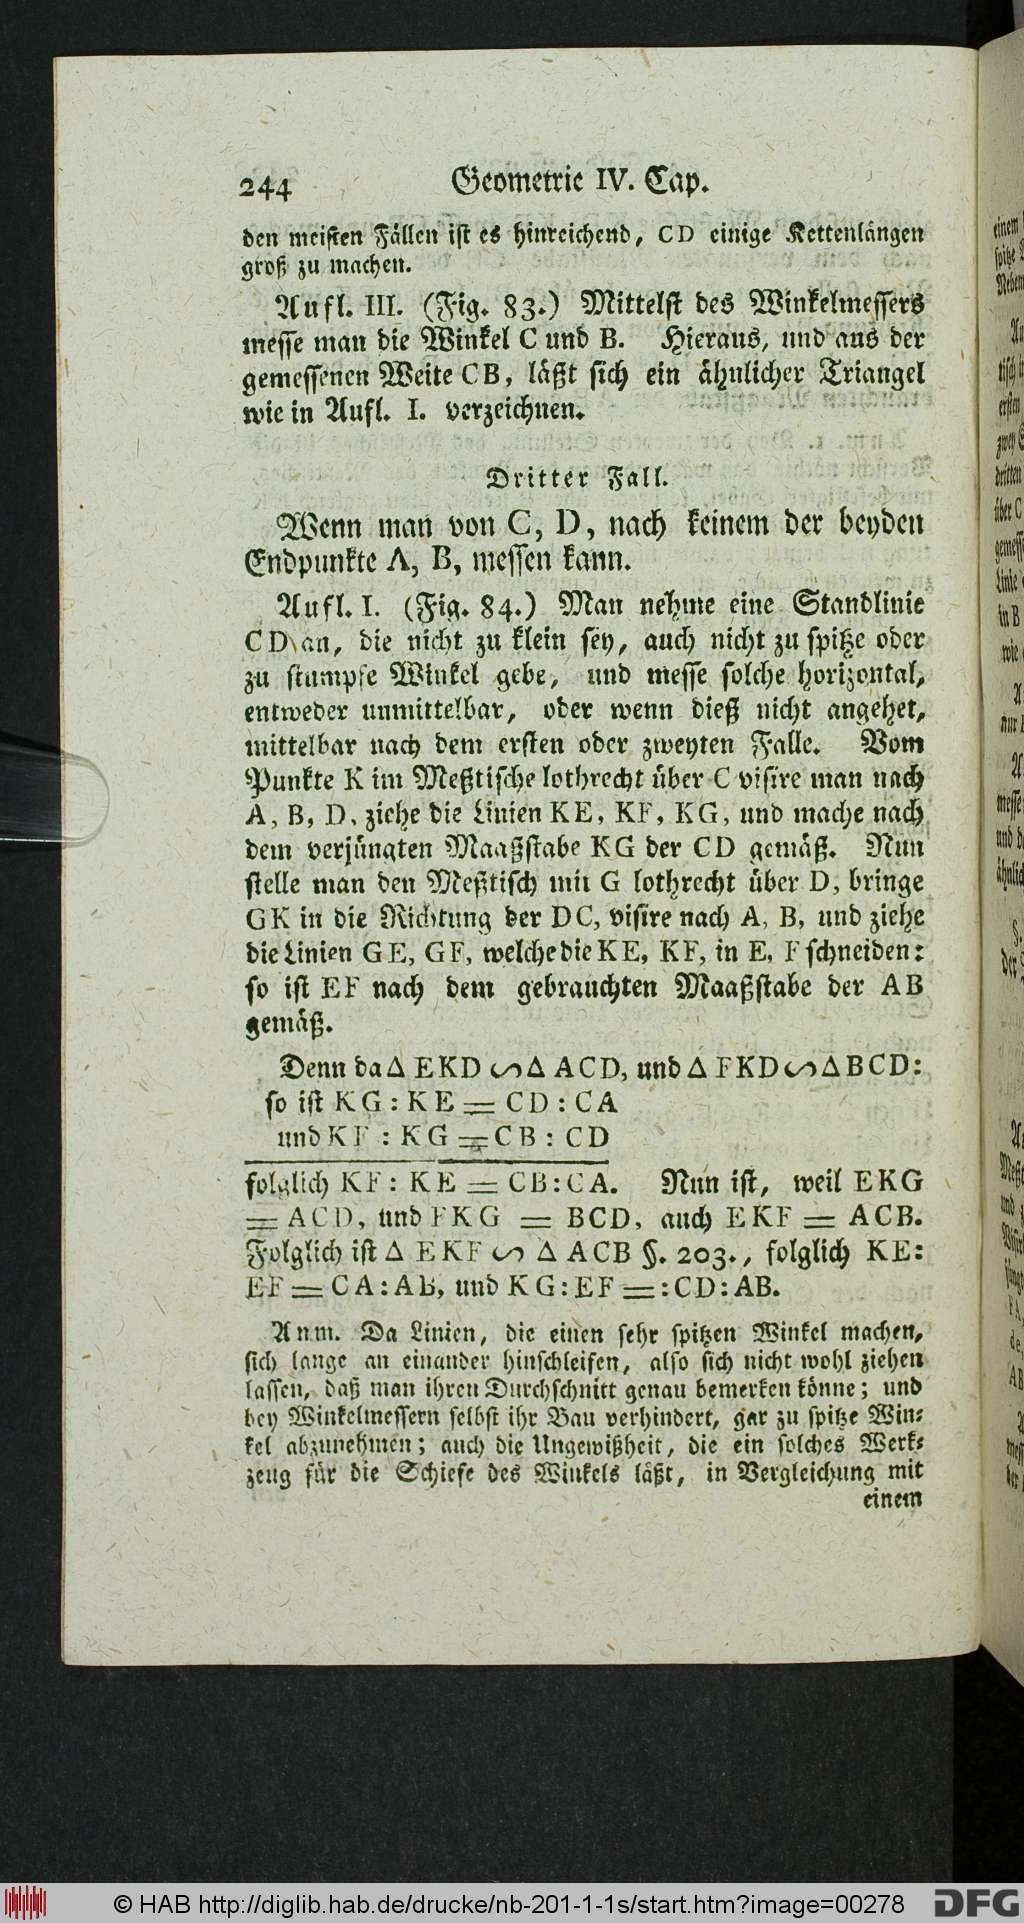 244 Geometrie IV. Cap.
den meisten Fällen ist es hinreichend, CD einige Kettenlängen
groß zu machen.
Aufl. III. (Fig. 83.) Mittelst des Winkelmessers
messe man die Winkel C und B. Hieraus, und aus der
gemessenen Weite CB, läßt sich ein ähnlicher Triangel
wie in Aufl. I. verzeichnen.
Dritter Fall.
Wenn man von C, D, nach keinem der beyden
Endpunkte A, B, messen kann.
Aufl. I. (Fig. 84.) Man nehme eine Standlinie
CD an, die nicht zu klein sey, auch nicht zu spitze oder
zu stumpfe Winkel gebe, und messe solche horizontal,
entweder unmittelbar, oder wenn dieß nicht angehet,
mittelbar nach dem ersten oder zweyten Falle. Vom
Punkte K im Meßtische lothrecht über C visire man nach
A, B, D, ziehe die Linien KE, KF, KG, und mache nach
dem verjüngten Maaßstabe KG der CD gemäß. Nun
stelle man den Meßtisch mit G lothrecht über D, bringe
GK in die Richtung der DC, visire nach A, B, und ziehe
die Linien GE, GF, welche die KE, KF, in E, F schneiden:
so ist EF nach dem gebrauchten Maaßstabe der AB
gemäß.
Denn da Δ EKD ∽ Δ ACD, und Δ FKD ∽ Δ BCD:
so ist KG : KE = CD : CA
und KF : KG = CB : CD
folglich KF : KE = CB : CA. Nun ist, weil EKG
= ACD, und FKG = BCD, auch EKF = ACB.
Folglich ist Δ EKF ∽ Δ ACB §. 203., folglich KE:
EF = CA : AB, und KG : EF = : CD : AB.
Anm. Da Linien, die einen sehr spitzen Winkel machen,
sich lange an einander hinschleifen, also sich nicht wohl ziehen
lassen, daß man ihren Durchschnitt genau bemerken könne; und
bey Winkelmessern selbst ihr Bau verhindert, gar zu spitze Win-
kel abzunehmen; auch die Ungewißheit, die ein solches Werk-
zeug für die Schiefe des Winkels läßt, in Vergleichung mit
einem
© HAB http://diglib.hab.de/drucke/nb-201-1-1s/start.htm?image=00278
DFG